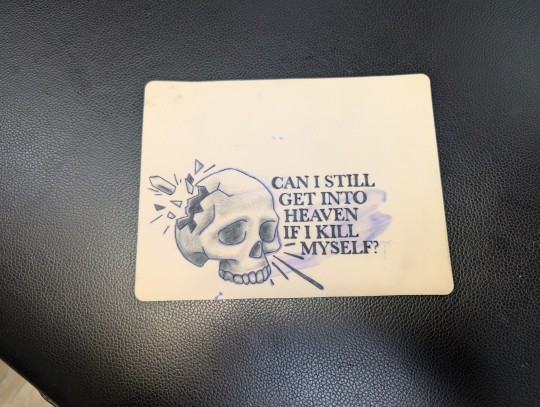 CAN I STILL
GET INTO
HEAVEN
IF I KILL
MYSELF?